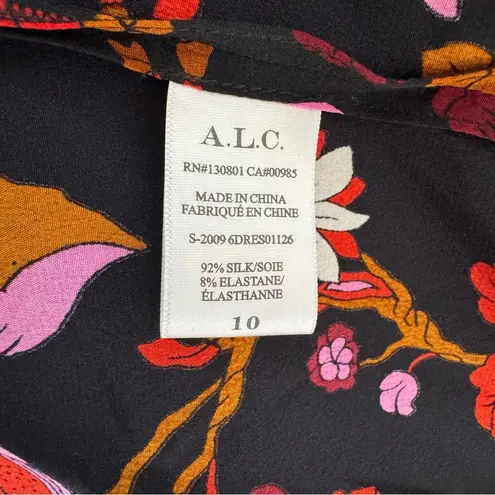 A.L.C.
RN#130801 CA#00985
MADE IN CHINA
FABRIQUÉ EN CHINE
S-2009 6DRES01126
92% SILK/SOIE
8% ELASTANE/
ÉLASTHANNE
10